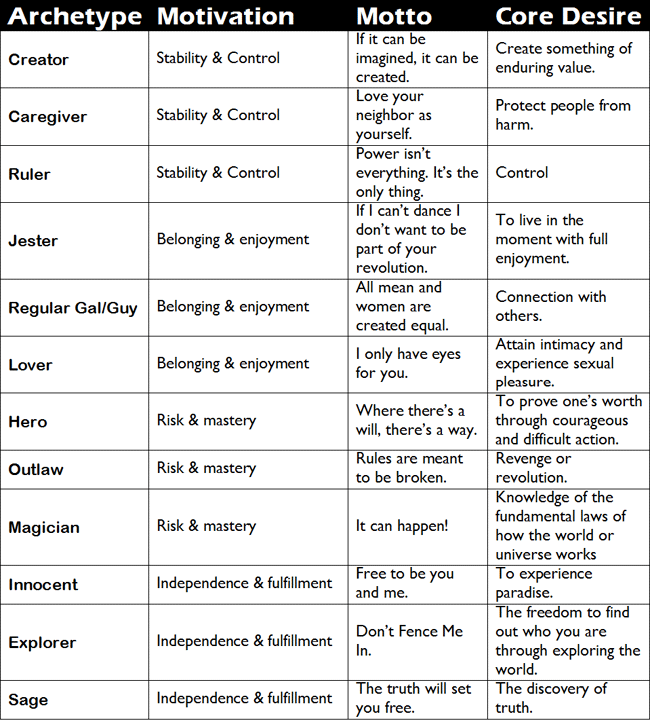 Archetype Motivation Motto Core Desire
Creator Stability & Control If it can be imagined, it can be created. Create something of enduring value.
Caregiver Stability & Control Love your neighbor as yourself. Protect people from harm.
Ruler Stability & Control Power isn't everything. It's the only thing. Control
Jester Belonging & enjoyment If I can't dance I don't want to be part of your revolution. To live in the moment with full enjoyment.
Regular Gal/Guy Belonging & enjoyment All mean and women are created equal. Connection with others.
Lover Belonging & enjoyment I only have eyes for you. Attain intimacy and experience sexual pleasure.
Hero Risk & mastery Where there's a will, there's a way. To prove one's worth through courageous and difficult action.
Outlaw Risk & mastery Rules are meant to be broken. Revenge or revolution.
Magician Risk & mastery It can happen! Knowledge of the fundamental laws of how the world or universe works
Innocent Independence & fulfillment Free to be you and me. To experience paradise.
Explorer Independence & fulfillment Don't Fence Me In. The freedom to find out who you are through exploring the world.
Sage Independence & fulfillment The truth will set you free. The discovery of truth.